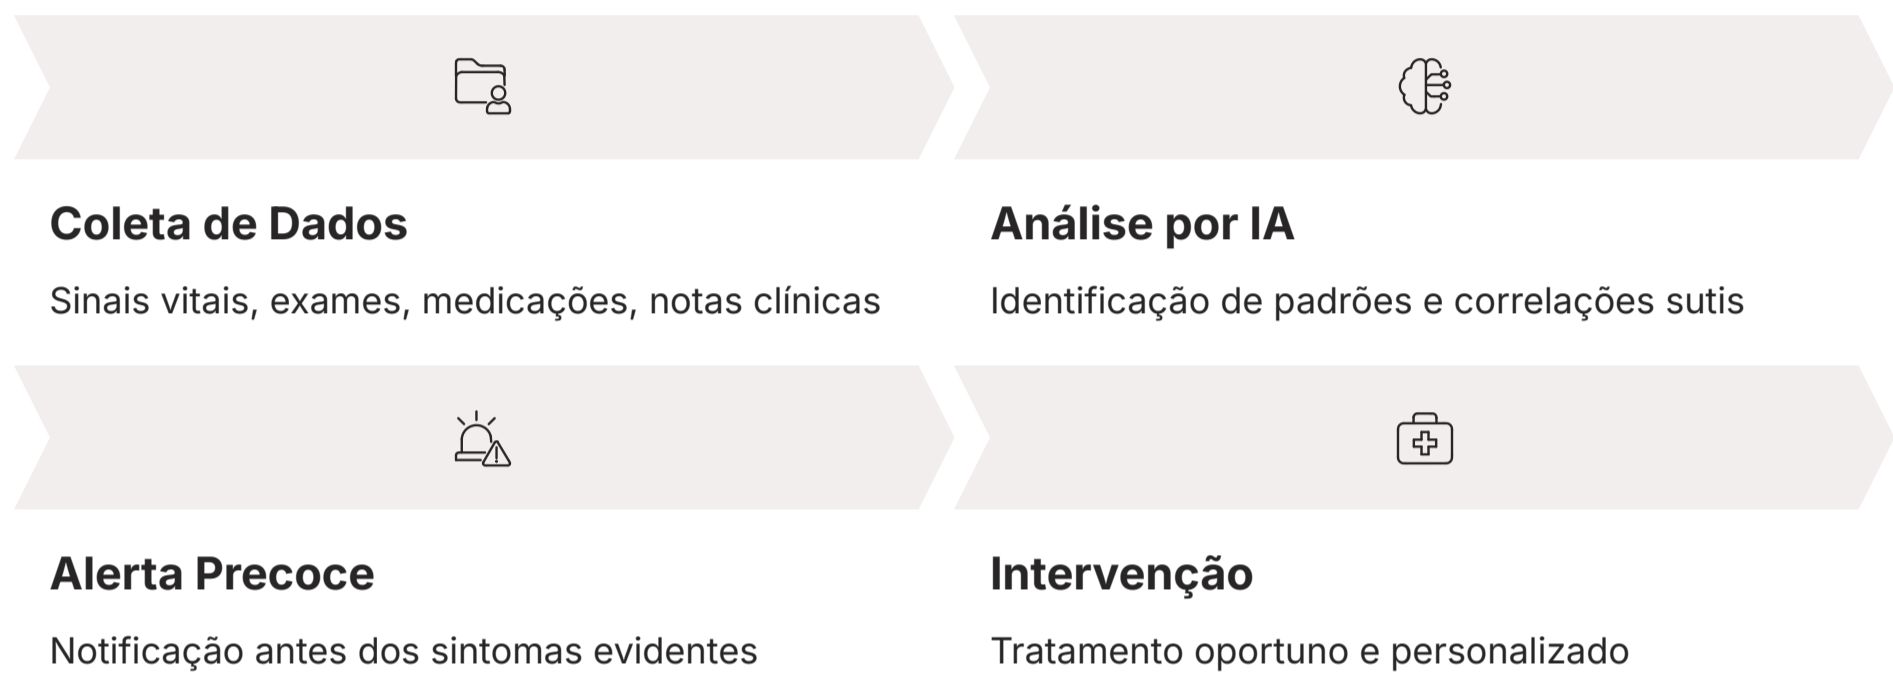 Coleta de Dados
Sinais vitais, exames, medicações, notas clínicas
Análise por IA
Identificação de padrões e correlações sutis
Alerta Precoce
Notificação antes dos sintomas evidentes
Intervenção
Tratamento oportuno e personalizado